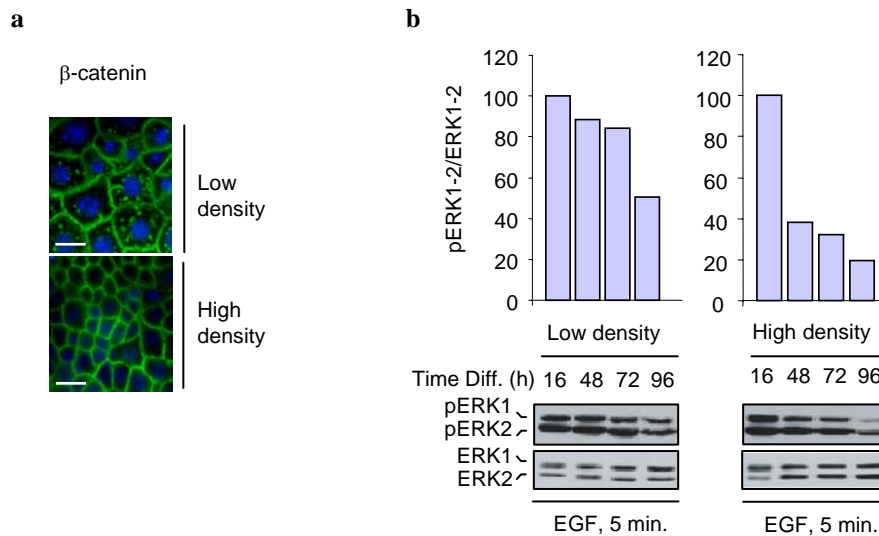 a
β-catenin
Low
density
High
density
b
pERK1-2/ERK1-2
120
100
80
60
40
20
0
120
100
80
60
40
20
0
Low density
High density
Time Diff. (h) 16 48 72 96
16 48 72 96
pERK1
pERK2
ERK1
ERK2
EGF, 5 min.
EGF, 5 min.